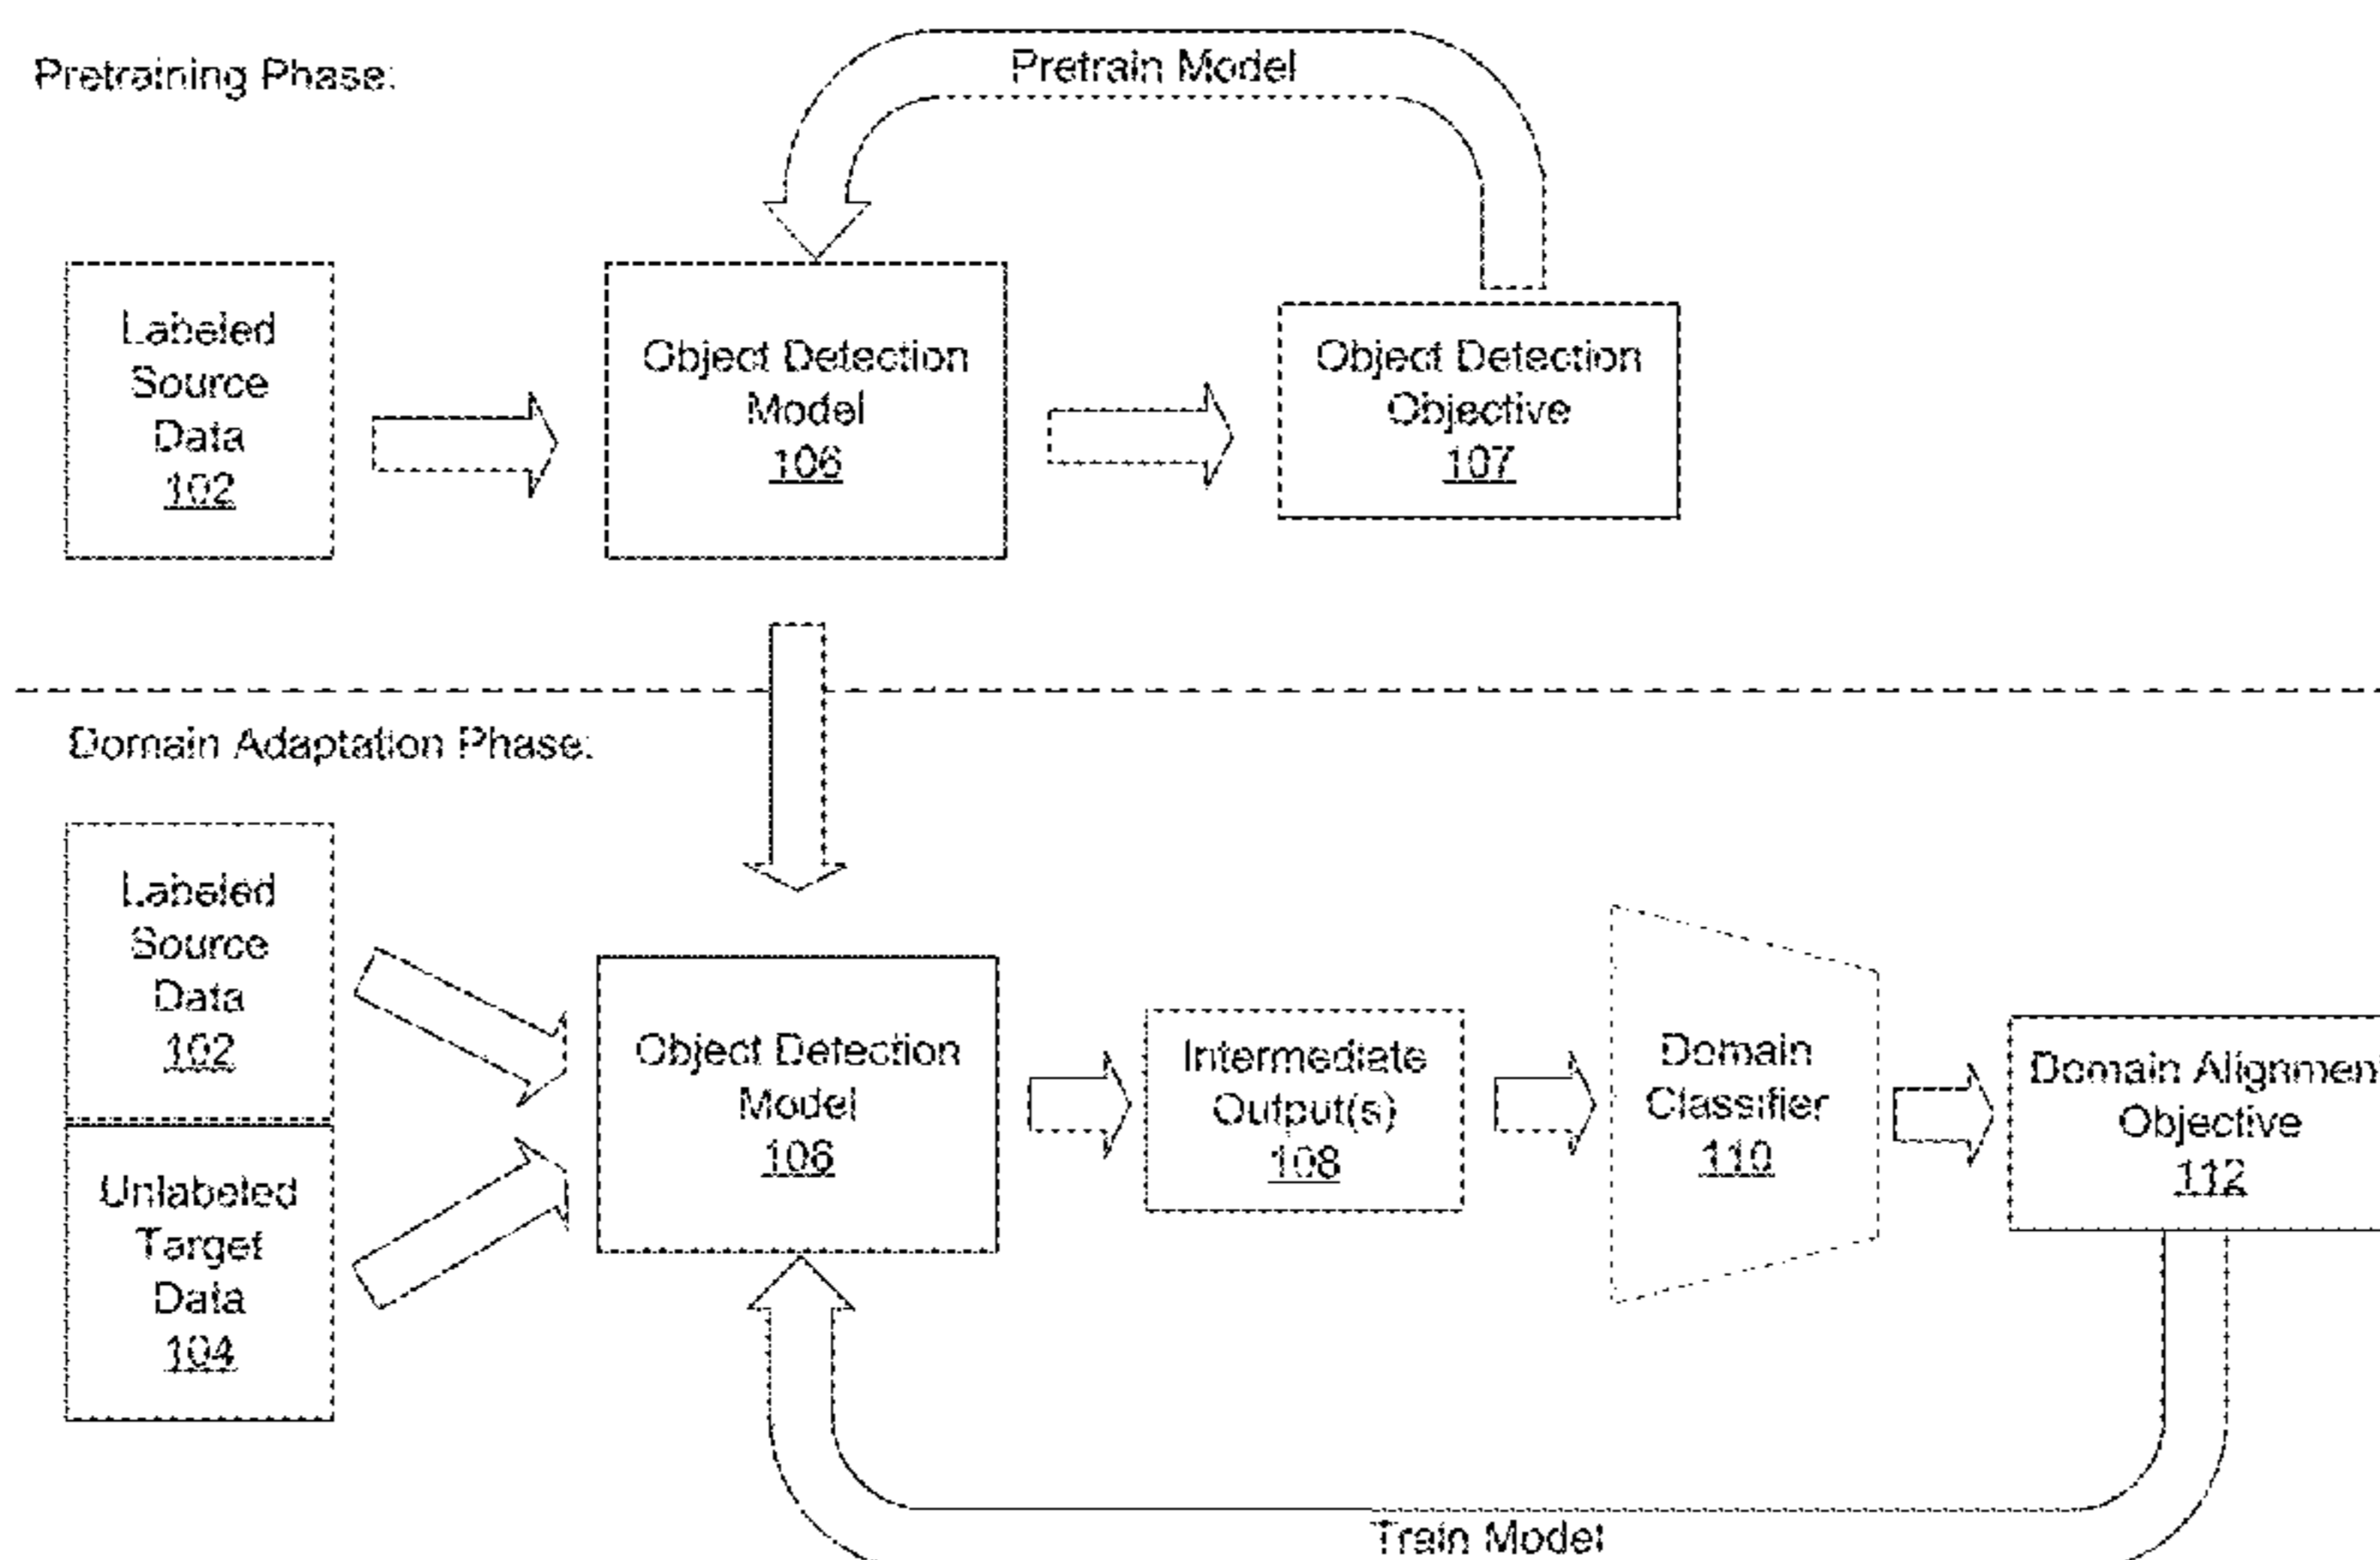 Pretraining Phase:
Pretrain Model
Labeled
Source
Data
102
Object Detection
Model
106
Object Detection
Objective
107
Domain Adaptation Phase:
Labeled
Source
Data
102
Unlabeled
Target
Data
104
Object Detection
Model
106
Intermediate
Output(s)
108
Domain
Classifier
110
Domain Alignmen
Objective
112
Train Model